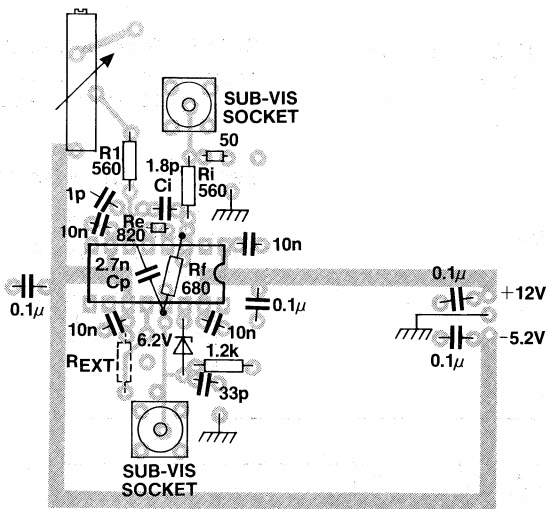 SUB-VIS
SOCKET
50
R1
560
1.8p
Ci
Ri
560
1p
10n
Re
820
10n
2.7n
Cp
Rf
680
0.1μ
0.1μ
0.1μ
+12V
-5.2V
0.1μ
10n
6.2V
10n
1.2k
REXT
33p
SUB-VIS
SOCKET